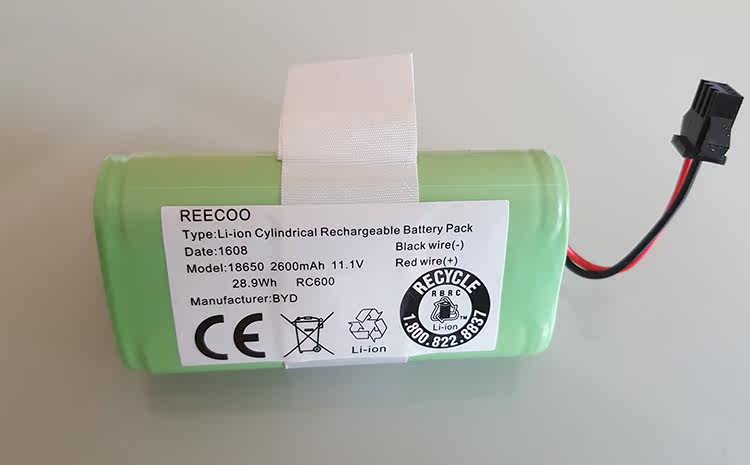 REECOO
Type:Li-ion Cylindrical Rechargeable Battery Pack
Date:1608
Black wire(-)
Model:18650 2600mAh 11.1V
Red wire(+)
28.9Wh RC600
Manufacturer:BYD
CE
Li-ion
RECYCLE
RBRC
Li-ion
1.800.822.8837